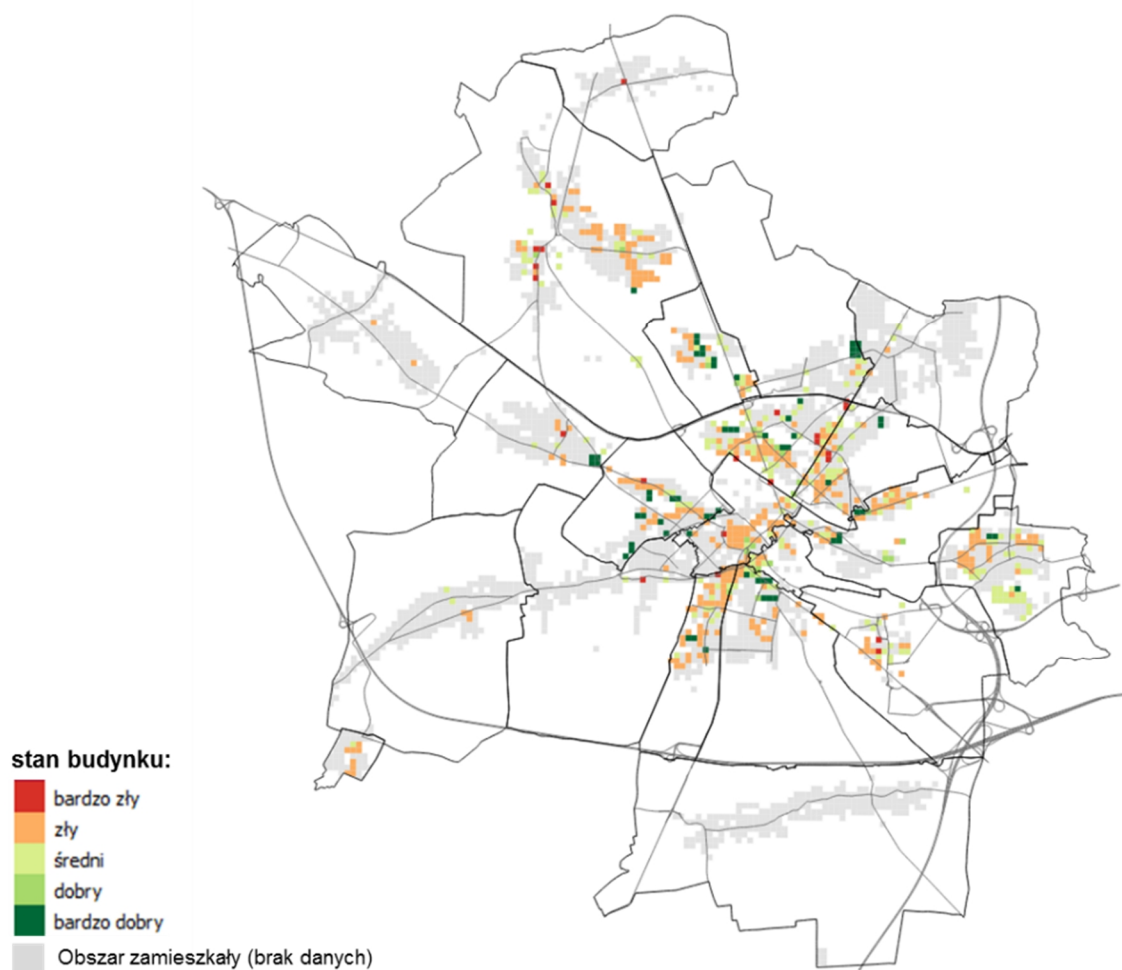 stan budynku:
bardzo zły
zły
średni
dobry
bardzo dobry
Obszar zamieszkały (brak danych)